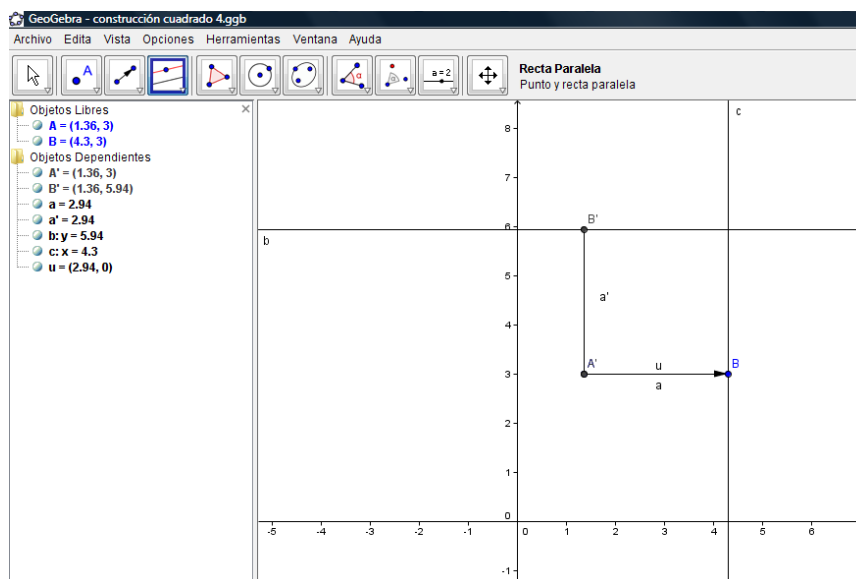 GeoGebra - construcción cuadrado 4.ggb
Archivo Edita Vista Opciones Herramientas Ventana Ayuda
A
α
a=2
Recta Paralela
Punto y recta paralela
Objetos Libres
A = (1.36, 3)
B = (4.3, 3)
Objetos Dependientes
A' = (1.36, 3)
B' = (1.36, 5.94)
a = 2.94
a' = 2.94
b: y = 5.94
c: x = 4.3
u = (2.94, 0)
c
8
7
B'
6
b
5
a'
4
A'
u
B
3
a
2
1
0
-5 -4 -3 -2 -1 0 1 2 3 4 5 6
-1